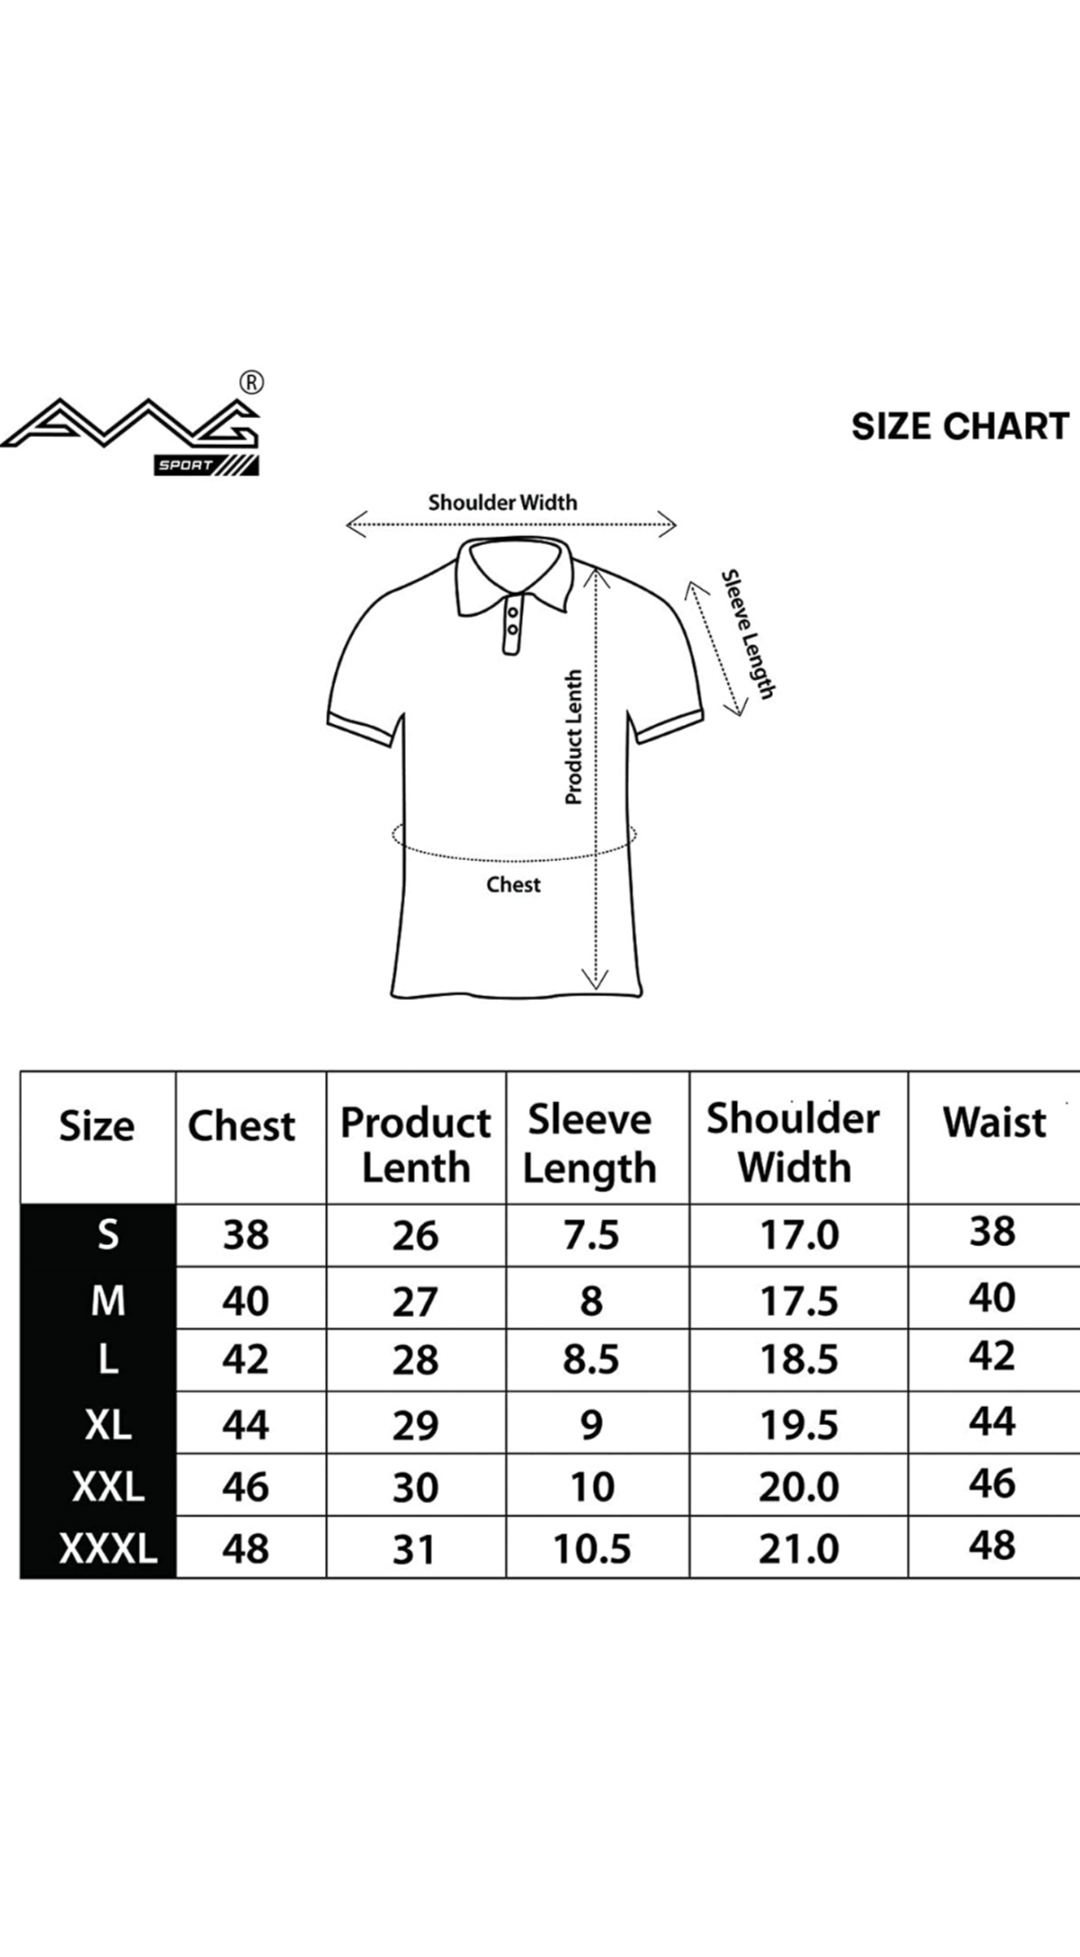 AWG®
SPORT
SIZE CHART
Shoulder Width
Sleeve Length
Product Lenth
Chest
Size Chest Product Lenth Sleeve Length Shoulder Width Waist
S 38 26 7.5 17.0 38
M 40 27 8 17.5 40
L 42 28 8.5 18.5 42
XL 44 29 9 19.5 44
XXL 46 30 10 20.0 46
XXXL 48 31 10.5 21.0 48